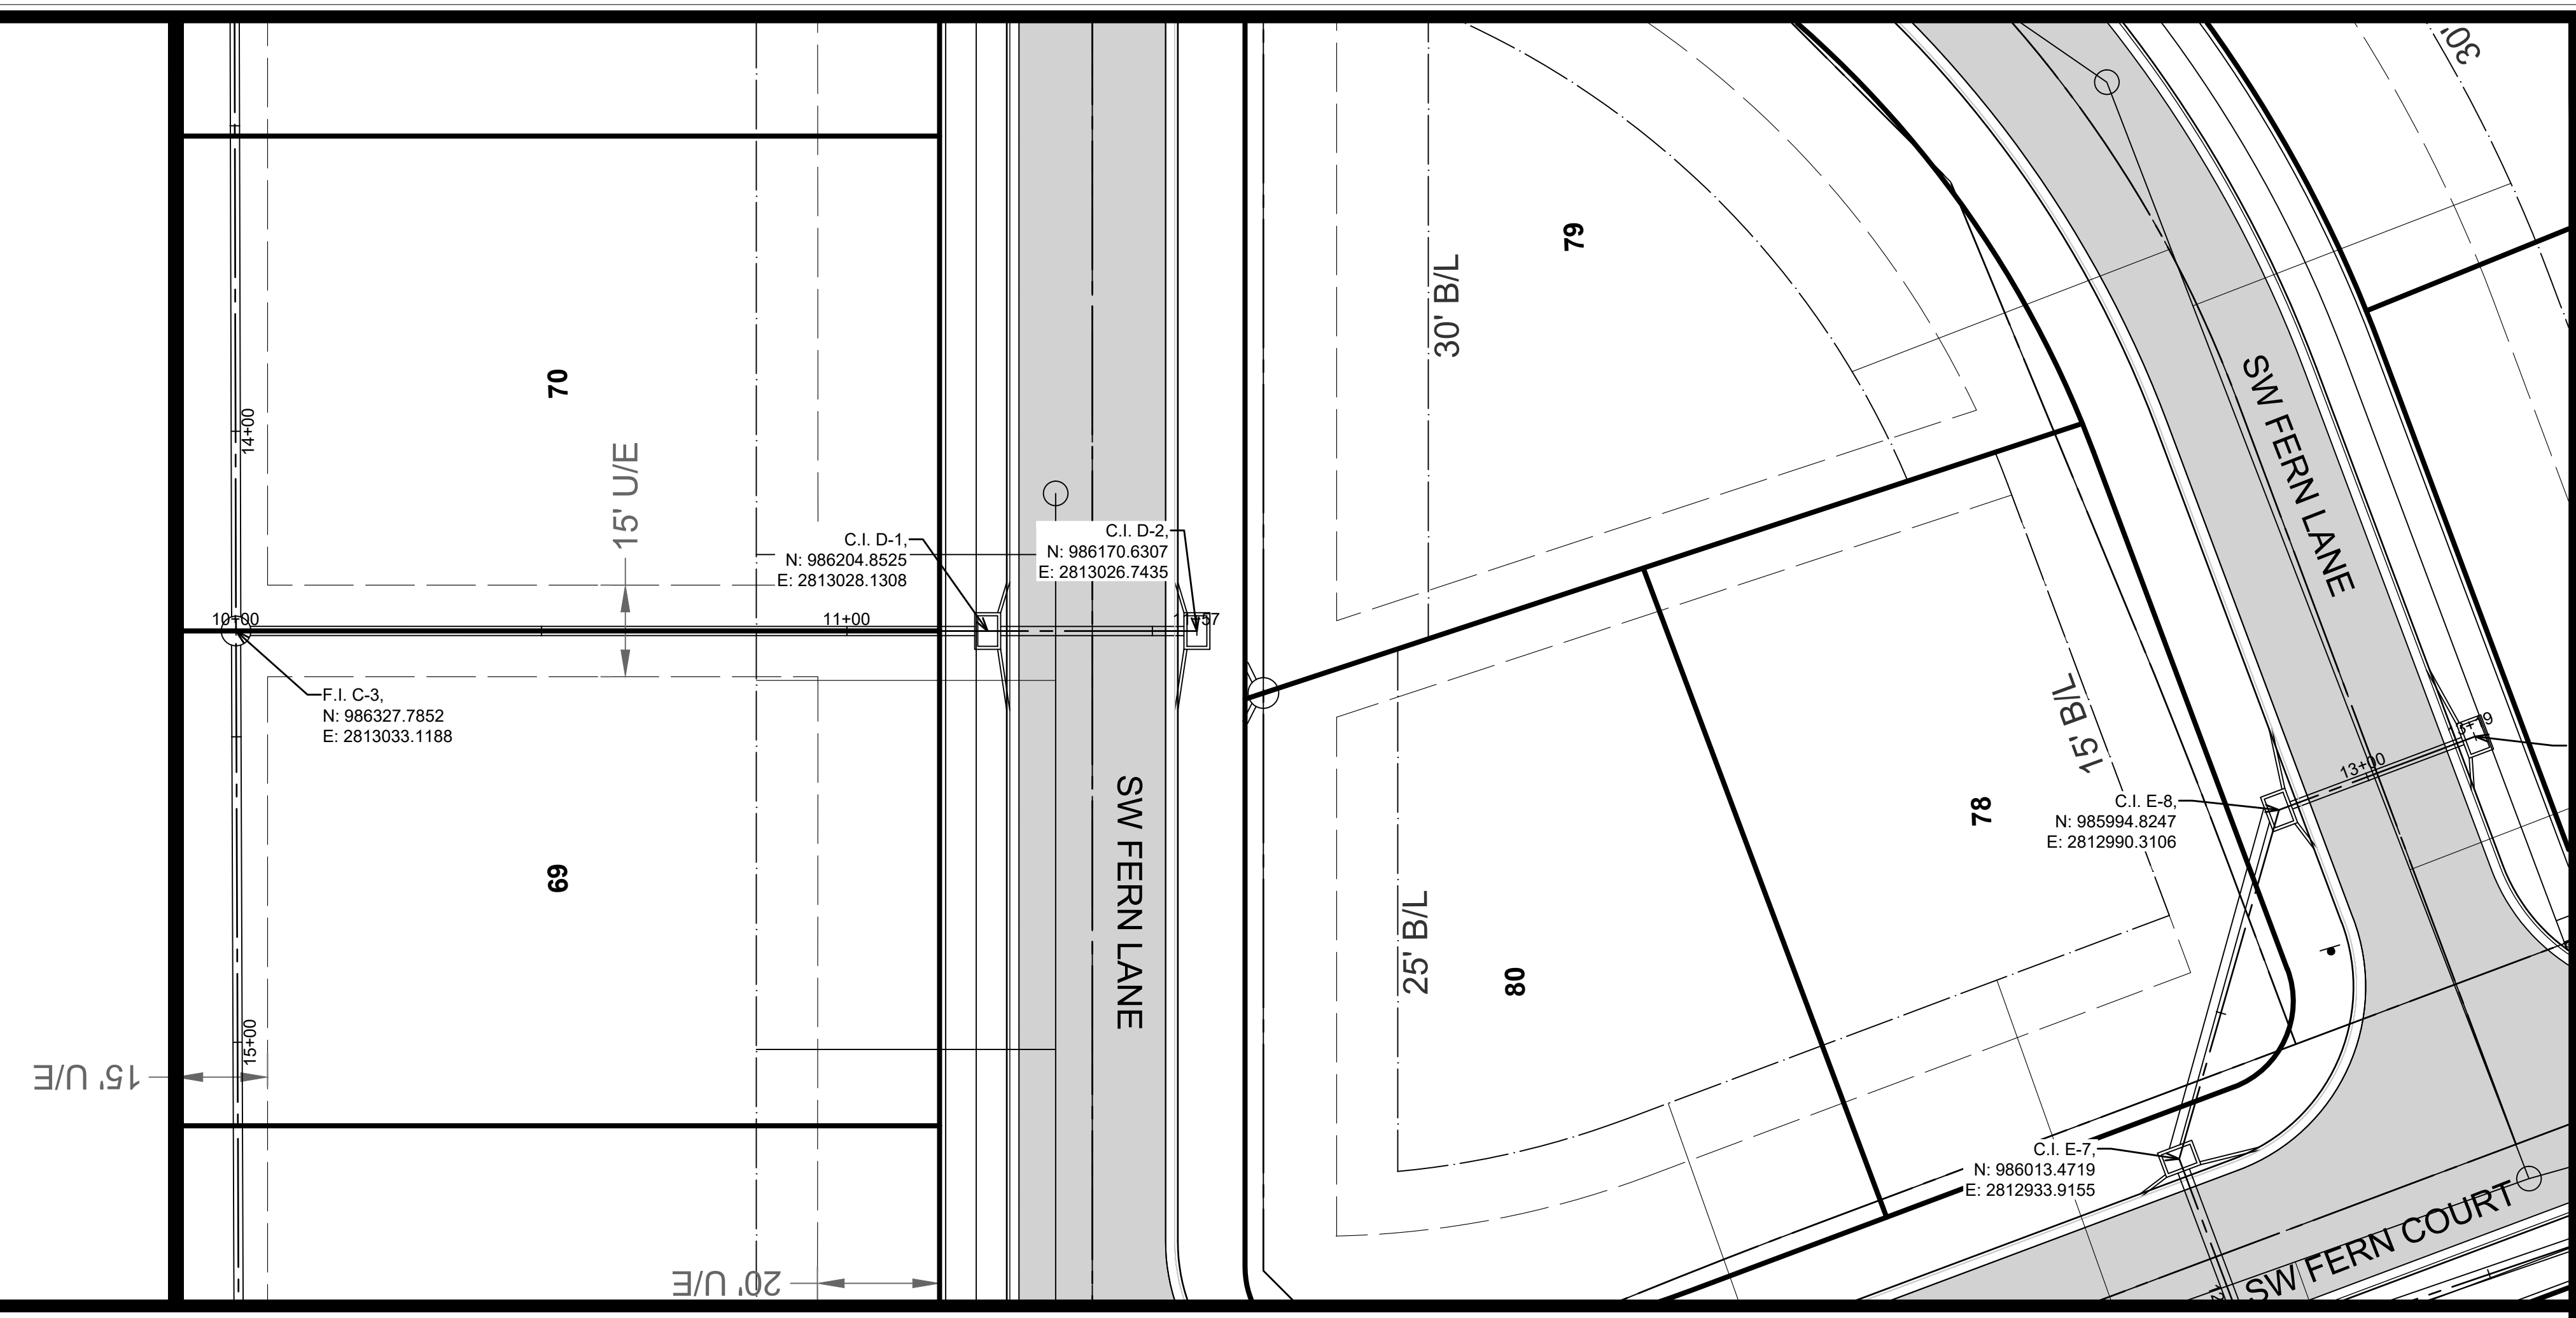 30'
79
30' B/L
70
14+00
15' U/E
SW FERN LANE
C.I. D-1,
N: 986204.8525
E: 2813028.1308
C.I. D-2,
N: 986170.6307
E: 2813026.7435
10+00
11+00
F.I. C-3,
N: 986327.7852
E: 2813033.1188
15' B/L
13+00
C.I. E-8,
N: 985994.8247
E: 2812990.3106
78
69
SW FERN LANE
25' B/L
80
15+00
15' U/E
C.I. E-7,
N: 986013.4719
E: 2812933.9155
20' U/E
SW FERN COURT